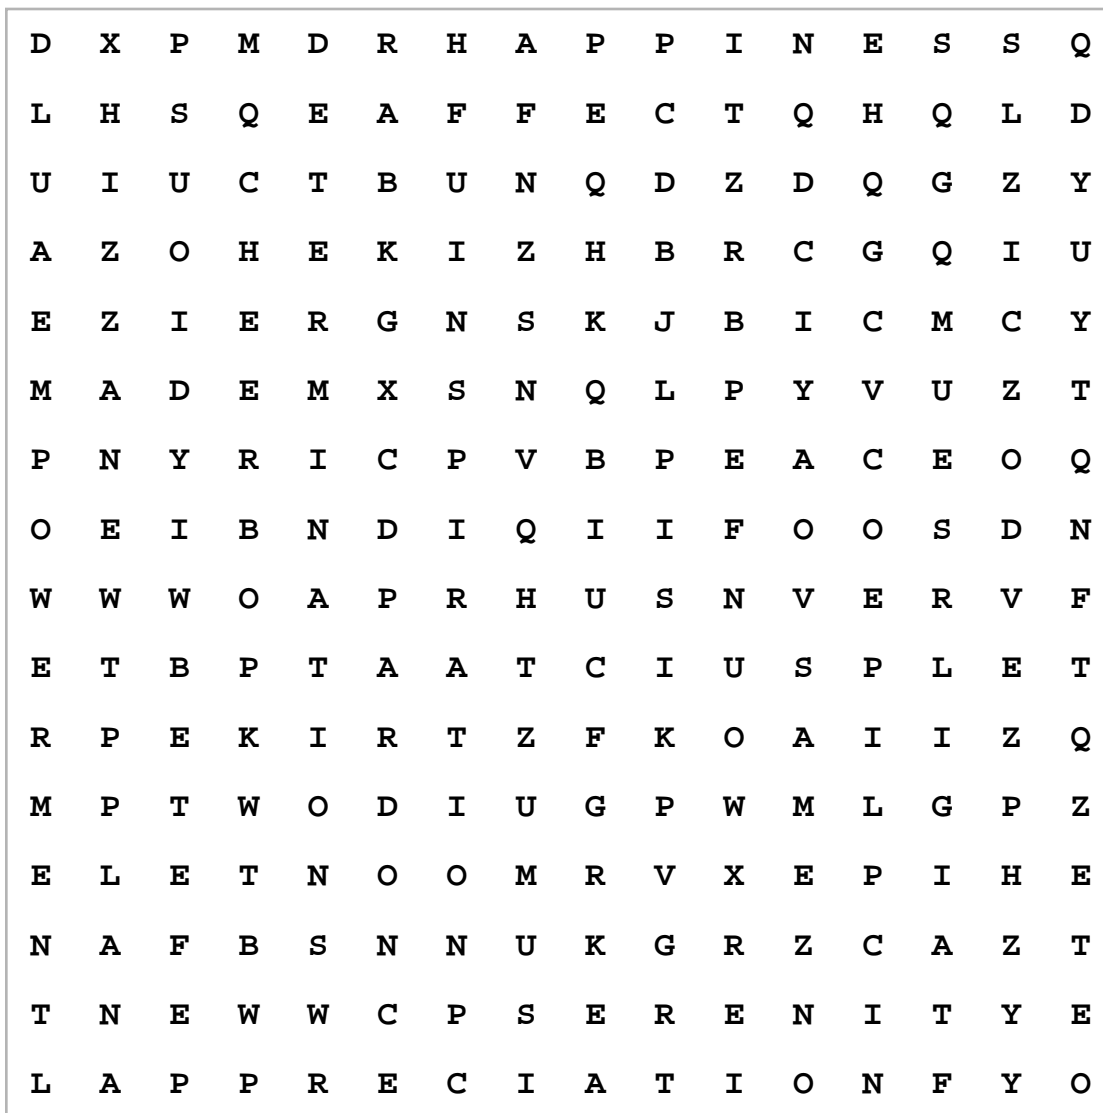 D X P M D R H A P P I N E S S Q
L H S Q E A F F E C T Q H Q L D
U I U C T B U N Q D Z D Q G Z Y
A Z O H E K I Z H B R C G Q I U
E Z I E R G N S K J B I C M C Y
M A D E M X S N Q L P Y V U Z T
P N Y R I C P V B P E A C E O Q
O E I B N D I Q I I F O O S D N
W W W O A P R H U S N V E R V F
E T B P T A A T C I U S P L E T
R P E K I R T Z F K O A I I Z Q
M P T W O D I U G P W M L G P Z
E L E T N O O M R V X E P I H E
N A F B S N N U K G R Z C A Z T
T N E W W C P S E R E N I T Y E
L A P P R E C I A T I O N F Y O